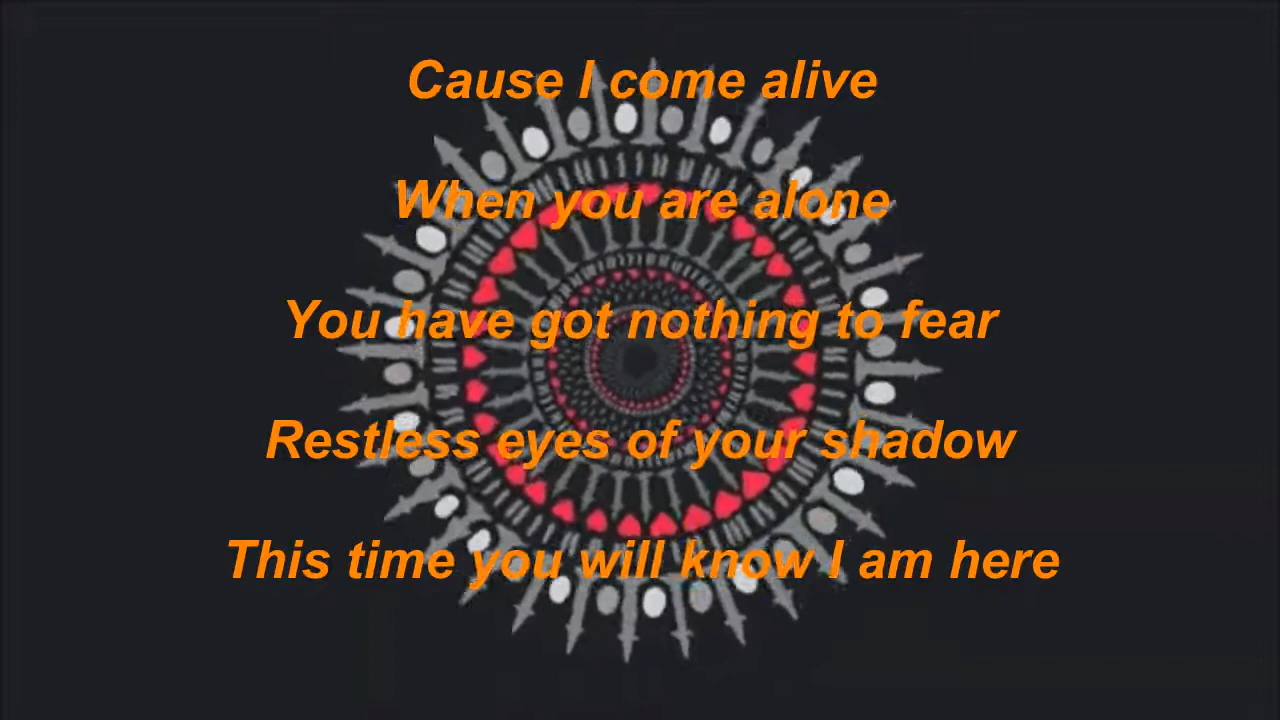 Cause I come alive
When you are alone
You have got nothing to fear
Restless eyes of your shadow
This time you will know I am here